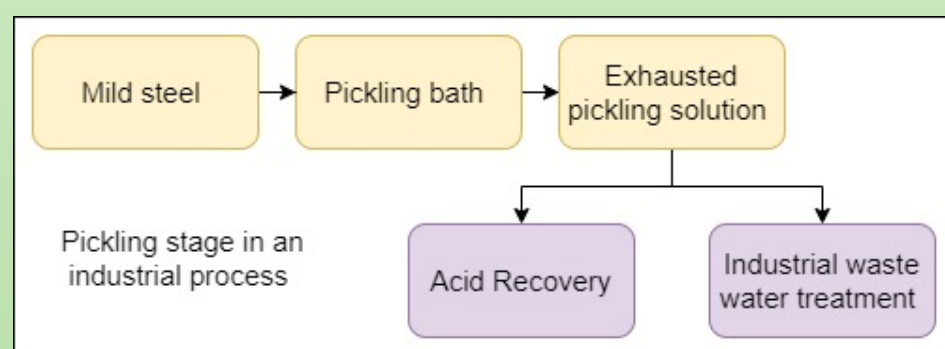 Mild steel
Pickling bath
Exhausted
pickling solution
Pickling stage in an
industrial process
Acid Recovery
Industrial waste
water treatment